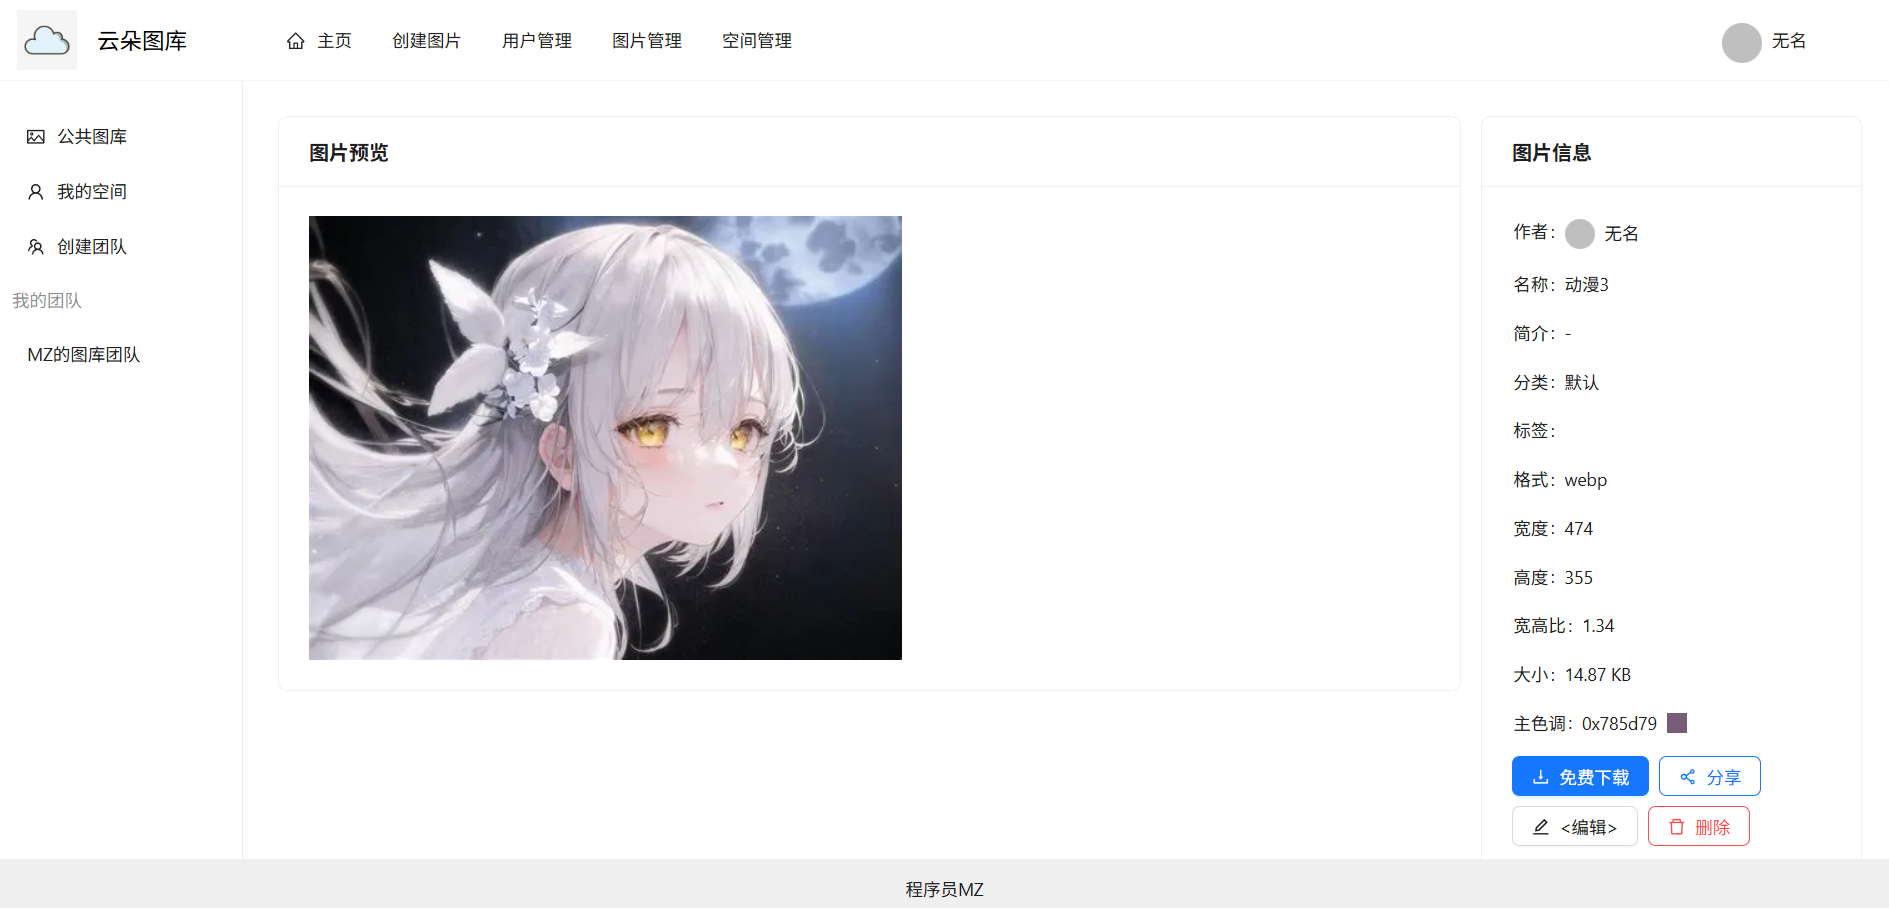 云朵图库
主页 创建图片 用户管理 图片管理 空间管理
无名
公共图库
我的空间
创建团队
我的团队
MZ的图库团队
图片预览
图片信息
作者：无名
名称：动漫3
简介：-
分类：默认
标签：
格式：webp
宽度：474
高度：355
宽高比：1.34
大小：14.87 KB
主色调：0x785d79
免费下载 分享
<编辑> 删除
程序员MZ